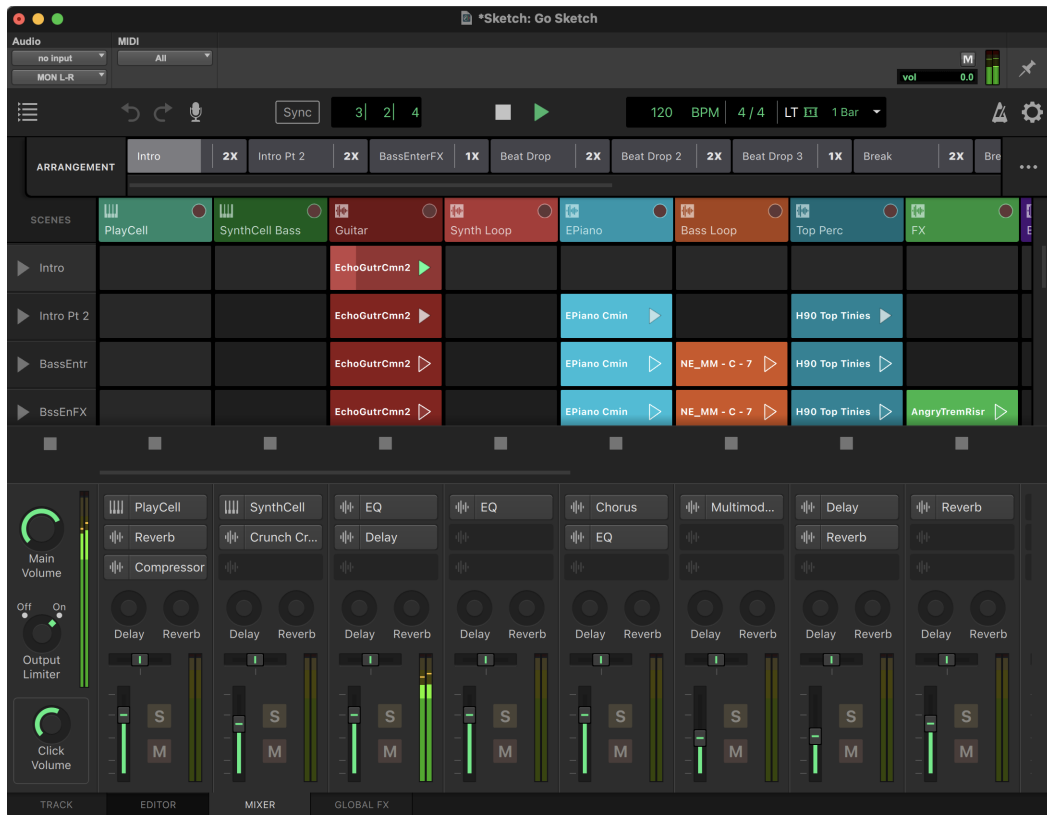 *Sketch: Go Sketch
Audio MIDI
no input All
MON L-R
M
vol 0.0
Sync 3| 2| 4 120 BPM 4 / 4 LT 1 Bar
ARRANGEMENT Intro 2X Intro Pt 2 2X BassEnterFX 1X Beat Drop 2X Beat Drop 2 2X Beat Drop 3 1X Break 2X Bre
SCENES PlayCell SynthCell Bass Guitar Synth Loop EPiano Bass Loop Top Perc FX E
Intro EchoGutrCmn2
Intro Pt 2 EchoGutrCmn2 EPiano Cmin H90 Top Tinies
BassEntr EchoGutrCmn2 EPiano Cmin NE_MM - C - 7 H90 Top Tinies
BssEnFX EchoGutrCmn2 EPiano Cmin NE_MM - C - 7 H90 Top Tinies AngryTremRisr
PlayCell SynthCell EQ EQ Chorus Multimod... Delay Reverb
Reverb Crunch Cr... Delay EQ Reverb
Compressor
Main
Volume
Off On
Output
Limiter
Click
Volume
Delay Reverb Delay Reverb Delay Reverb Delay Reverb Delay Reverb Delay Reverb Delay Reverb Delay Reverb
S S S S S S S S
M M M M M M M M
TRACK EDITOR MIXER GLOBAL FX